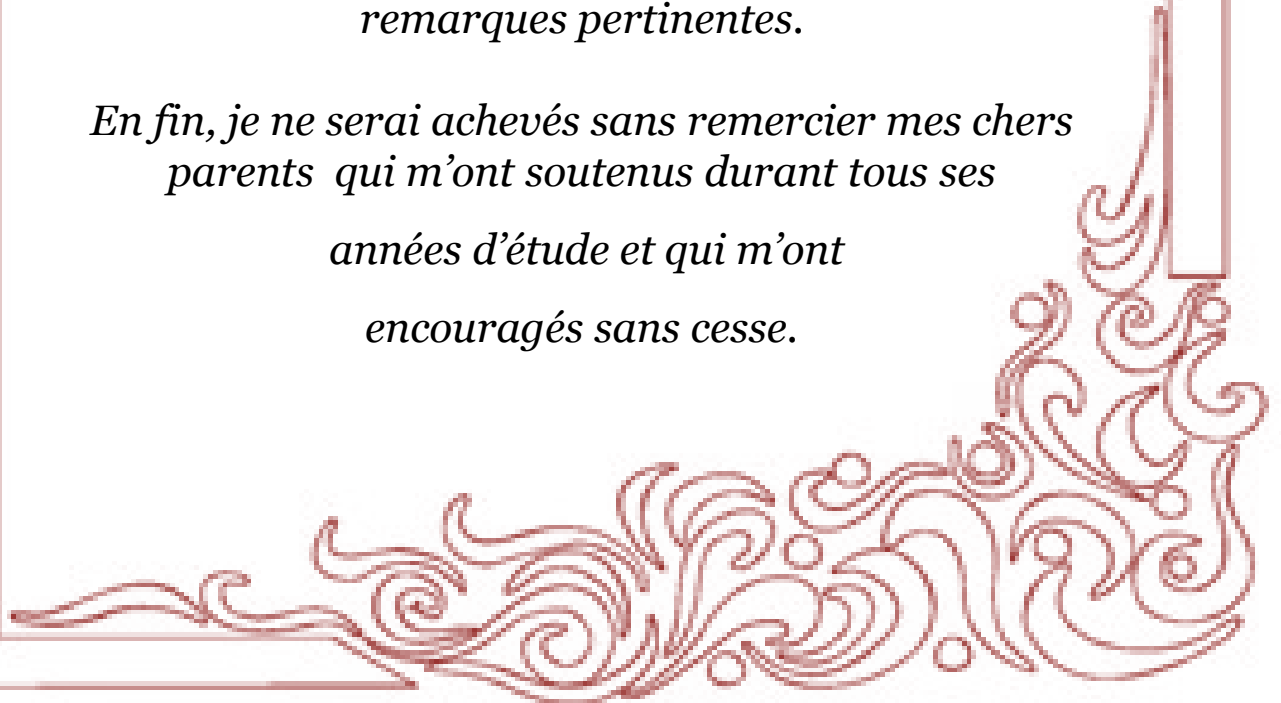 remarques pertinentes.
En fin, je ne serai achevés sans remercier mes chers
parents  qui m’ont soutenus durant tous ses
années d’étude et qui m’ont
encouragés sans cesse.